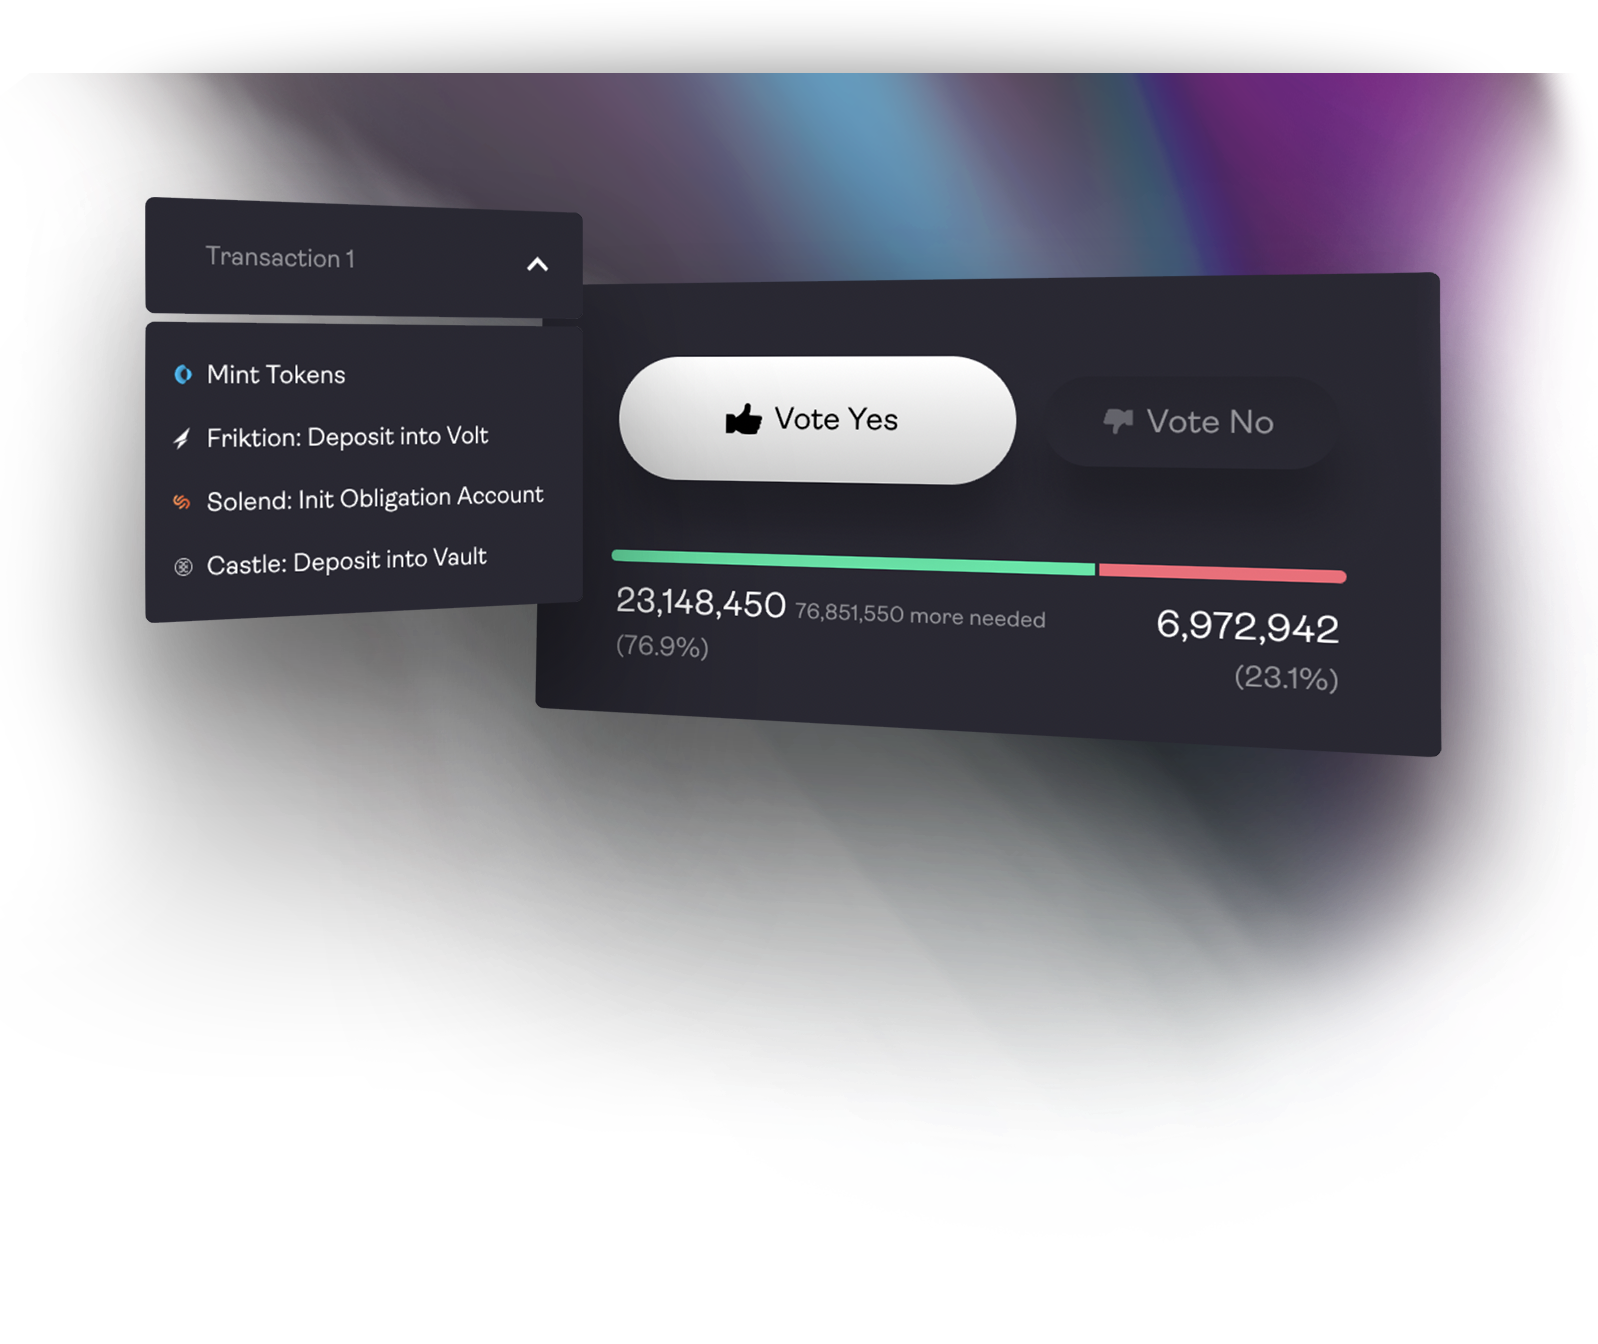 Transaction 1
Mint Tokens
Friktion: Deposit into Volt
Solend: Init Obligation Account
Castle: Deposit into Vault
Vote Yes
Vote No
23,148,450 76,851,550 more needed
(76.9%)
6,972,942
(23.1%)